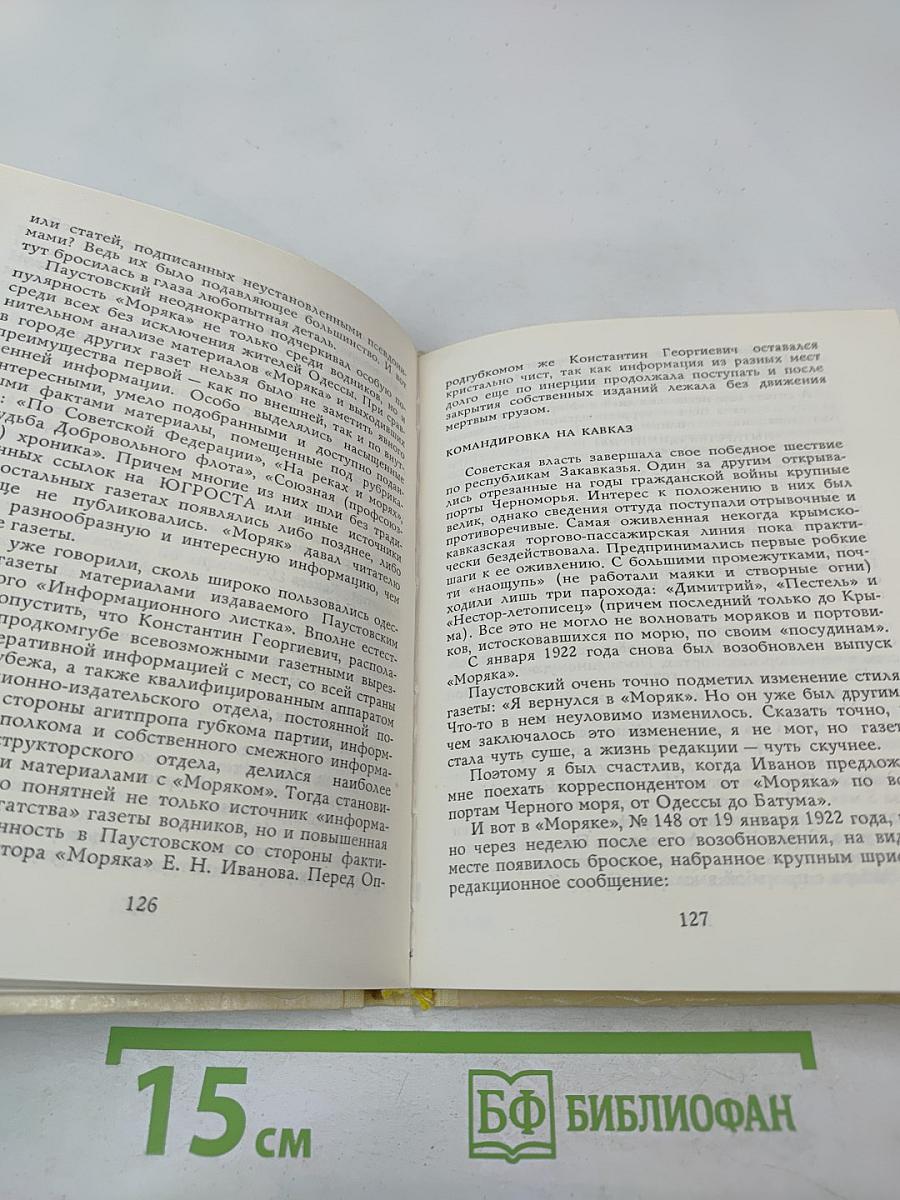 или статей, подписанных неустановленными псевдони-
мами? Ведь их было подавляющее большинство. И вот
тут бросилась в глаза любопытная деталь.
Паустовский неоднократно подчеркивал особую по-
пулярность «Моряка» не только среди водников, но и
среди всех без исключения жителей Одессы. При срав-
нительном анализе материалов «Моряка» и выходивших
в городе других газет нельзя было не заметить явного
преимущества первой — как по внешней, так и по внут-
ренней информации. Особо выделялись насыщенные
интересными, умело подобранными и доступно подан-
ными фактами материалы, помещенные под рубрика-
: «По Советской Федерации», «На реках и морях»,
удьба Добровольного флота», «Союзная (профсоюз-
) хроника». Причем многие из них шли без тради-
нных ссылок на ЮГРОСТА или иные источники
остальных газетах появлялись либо позднее, либо
ще не публиковались. «Моряк» давал читателю
разнообразную и интересную информацию, чем
е газеты.
уже говорили, сколь широко пользовались одес-
газеты материалами издаваемого Паустовским
ого «Информационного листка». Вполне естест-
опустить, что Константин Георгиевич, распола-
продкомгубе всевозможными газетными вырез-
еративной информацией с мест, со всей страны
убежа, а также квалифицированным аппаратом
ционно-издательского отдела, постоянной по-
стороны агитпропа губкома партии, информ-
полкома и собственного смежного информа-
структорского отдела, делился наиболее
и материалами с «Моряком». Тогда станови-
о понятней не только источник «информа-
гатства» газеты водников, но и повышенная
нность в Паустовском со стороны факти-
тора «Моряка» Е. Н. Иванова. Перед Оп-
126
родгубкомом же Константин Георгиевич оставался
кристально чист, так как информация из разных мест
долго еще по инерции продолжала поступать и после
закрытия собственных изданий лежала без движения
мертвым грузом.
КОМАНДИРОВКА НА КАВКАЗ
Советская власть завершала свое победное шествие
по республикам Закавказья. Один за другим открыва-
лись отрезанные на годы гражданской войны крупные
порты Черноморья. Интерес к положению в них был
велик, однако сведения оттуда поступали отрывочные и
противоречивые. Самая оживленная некогда крымско-
кавказская торгово-пассажирская линия пока практи-
чески бездействовала. Предпринимались первые робкие
шаги к ее оживлению. С большими промежутками, поч-
ти «наощупь» (не работали маяки и створные огни)
ходили лишь три парохода: «Димитрий», «Пестель» и
«Нестор-летописец» (причем последний только до Кры-
ма). Все это не могло не волновать моряков и портови-
ков, истосковавшихся по морю, по своим «посудинам».
С января 1922 года снова был возобновлен выпуск
«Моряка».
Паустовский очень точно подметил изменение стиля
газеты: «Я вернулся в «Моряк». Но он уже был другим.
Что-то в нем неуловимо изменилось. Сказать точно,
чем заключалось это изменение, я не мог, но газет
стала чуть суше, а жизнь редакции — чуть скучнее.
Поэтому я был счастлив, когда Иванов предлож
мне поехать корреспондентом от «Моряка» по вс
портам Черного моря, от Одессы до Батума».
И вот в «Моряке», № 148 от 19 января 1922 года,
но через неделю после его возобновления, на вид
месте появилось броское, набранное крупным шриф
редакционное сообщение:
127
15 см
БФ БИБЛИОФАН